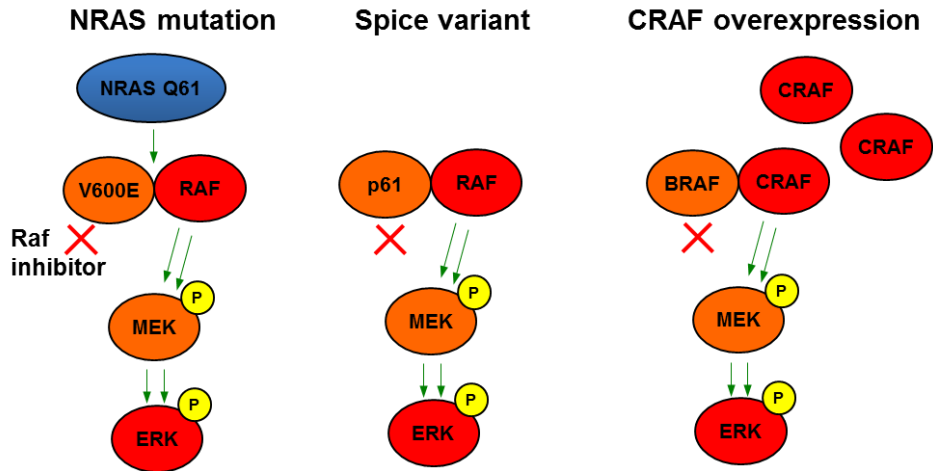 NRAS mutation
NRAS Q61
V600E
RAF
Raf
inhibitor
MEK
P
ERK
P
Spice variant
p61
RAF
MEK
P
ERK
P
CRAF overexpression
CRAF
CRAF
BRAF
CRAF
MEK
P
ERK
P